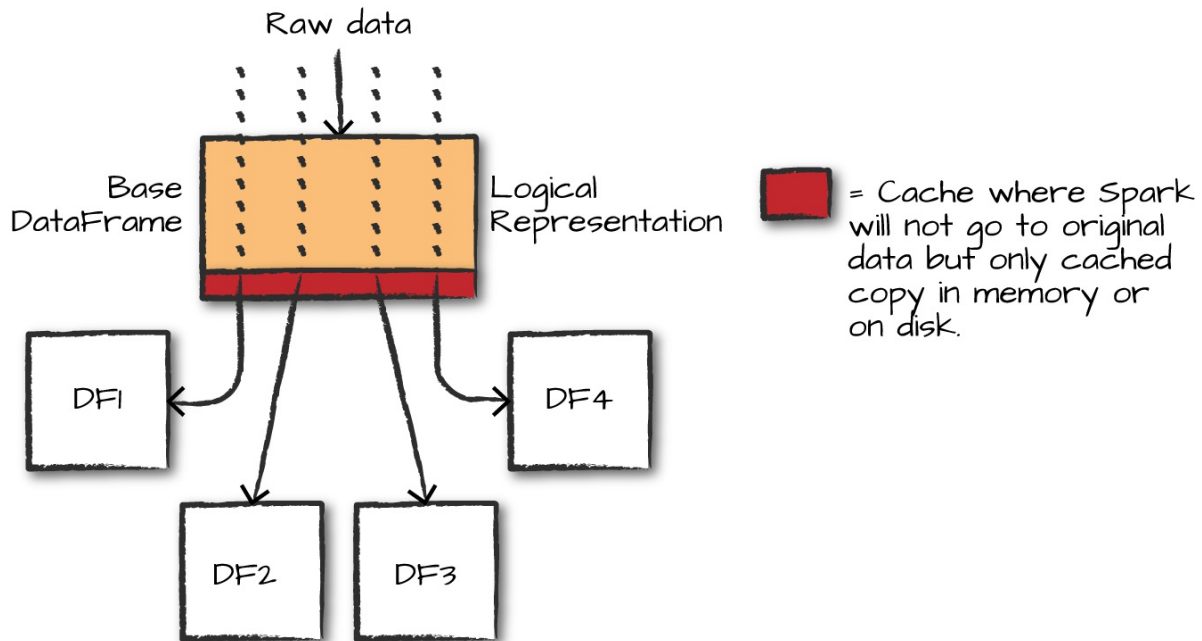 Raw data
Base
DataFrame
Logical
Representation
= Cache where Spark
will not go to original
data but only cached
copy in memory or
on disk.
DF1
DF4
DF2
DF3